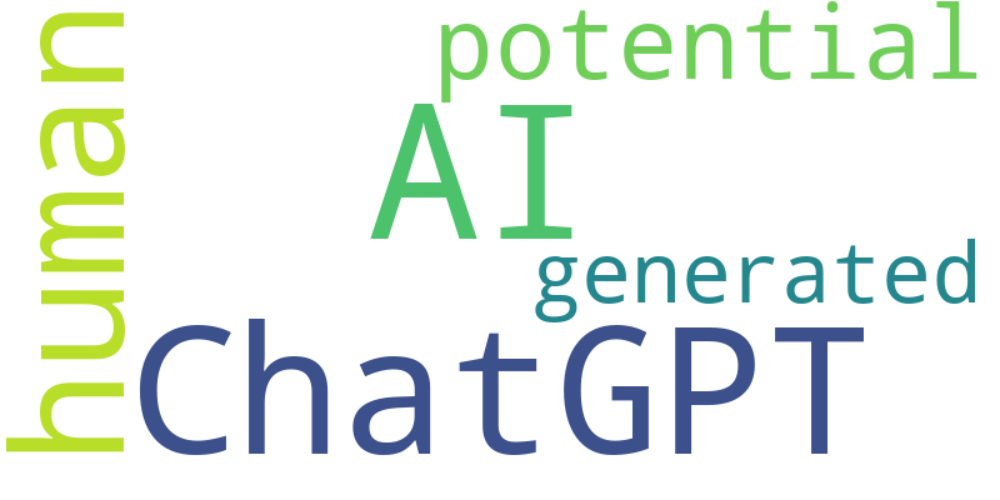 human
potential
AI
generated
ChatGPT